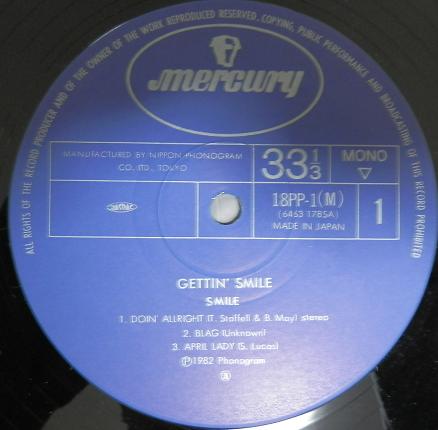 ALL RIGHTS OF THE RECORD PRODUCER AND OF THE OWNER OF THE WORK REPRODUCED RESERVED. COPYING, PUBLIC PERFORMANCE AND BROADCASTING OF THIS RECORD PROHIBITED
mercury
MANUFACTURED BY NIPPON PHONOGRAM
CO. LTD., TOKYO
33 1/3
MONO
▽
18PP-1(M)
(6463 178SA)
MADE IN JAPAN
1
GETTIN' SMILE
SMILE
1. DOIN' ALLRIGHT (T. Staffell & B. May) stereo
2. BLAG (Unknown)
3. APRIL LADY (S. Lucas)
Ⓟ1982 Phonogram